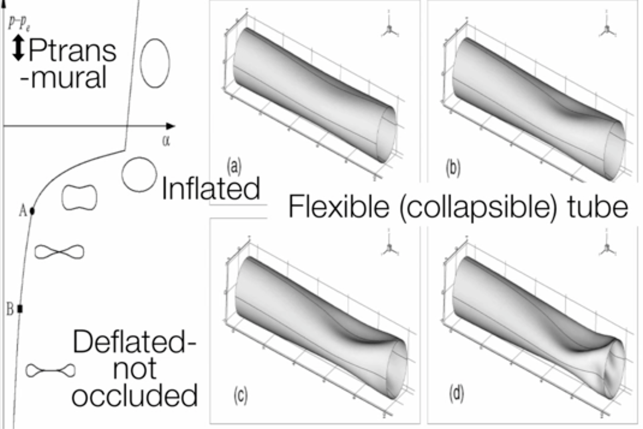 p-pₑ
Ptrans
-mural
α
A
B
Inflated
Deflated-
not
occluded
(a)
(b)
Flexible (collapsible) tube
(c)
(d)